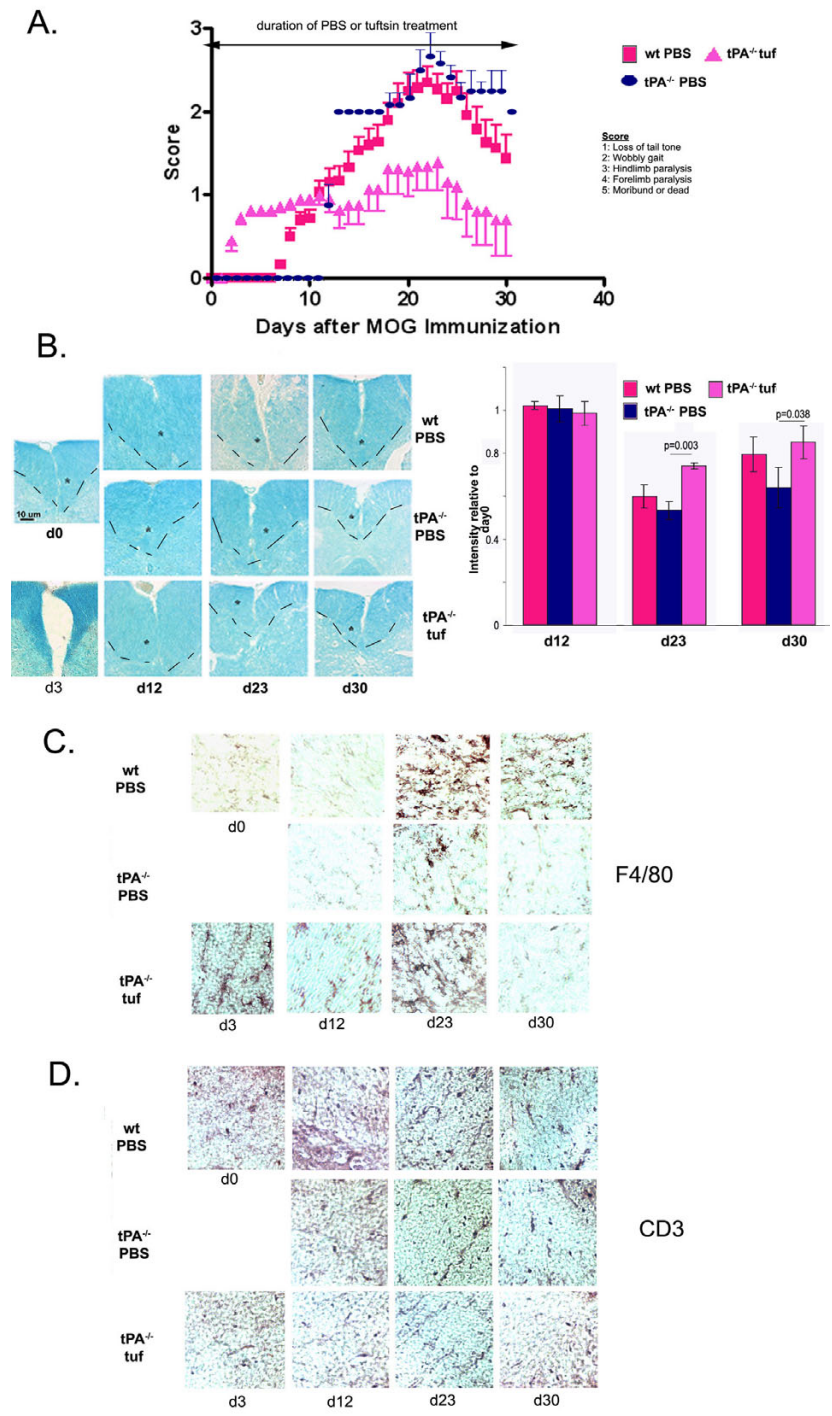 A.
duration of PBS or tuftsin treatment
3
2
1
0
Score
0 10 20 30 40
Days after MOG Immunization
wt PBS
tPA-/- tuf
tPA-/- PBS
Score
1: Loss of tail tone
2: Wobbly gait
3: Hindlimb paralysis
4: Forelimb paralysis
5: Moribund or dead
B.
wt
PBS
tPA-/-
PBS
tPA-/-
tuf
10 um
d0
d3
d12
d23
d30
wt PBS
tPA-/- tuf
tPA-/- PBS
p=0.003
p=0.038
1
0.8
0.6
0.4
0.2
0
Intensity relative to
day0
d12
d23
d30
C.
wt
PBS
d0
tPA-/-
PBS
F4/80
tPA-/-
tuf
d3
d12
d23
d30
D.
wt
PBS
d0
tPA-/-
PBS
CD3
tPA-/-
tuf
d3
d12
d23
d30